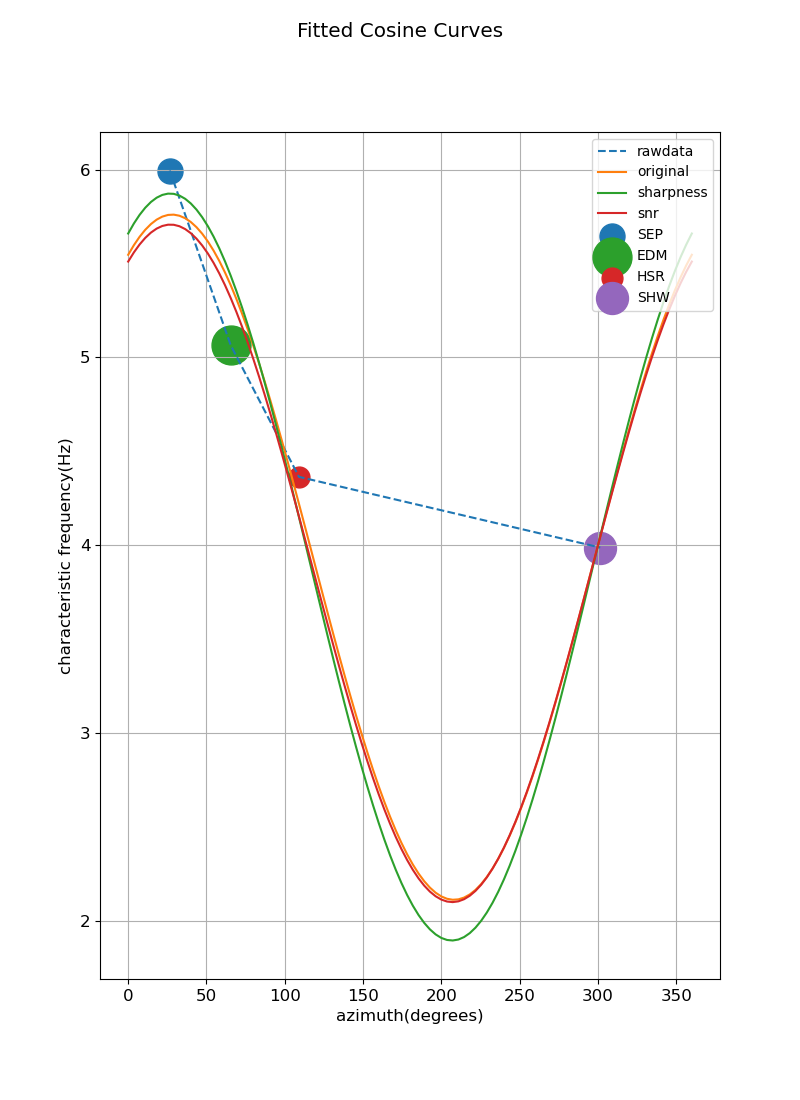 Fitted Cosine Curves
rawdata
original
sharpness
snr
SEP
EDM
HSR
SHW
characteristic frequency(Hz)
6
5
4
3
2
0 50 100 150 200 250 300 350
azimuth(degrees)